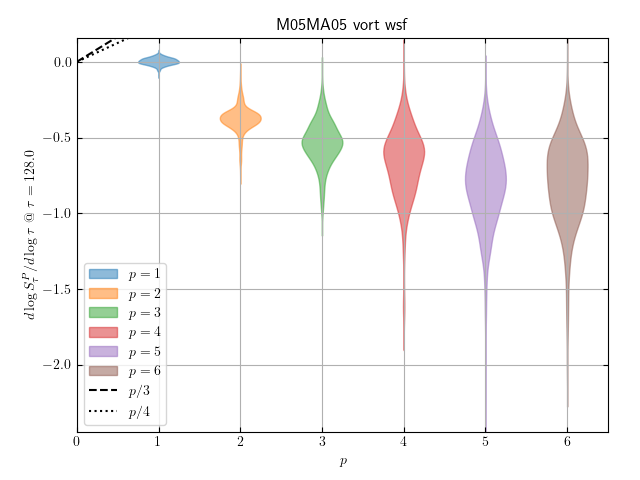 M05MA05 vort wsf
d log S_τ^P / d log τ @ τ = 128.0
0.0
−0.5
−1.0
−1.5
−2.0
p = 1
p = 2
p = 3
p = 4
p = 5
p = 6
p/3
p/4
0 1 2 3 4 5 6
p